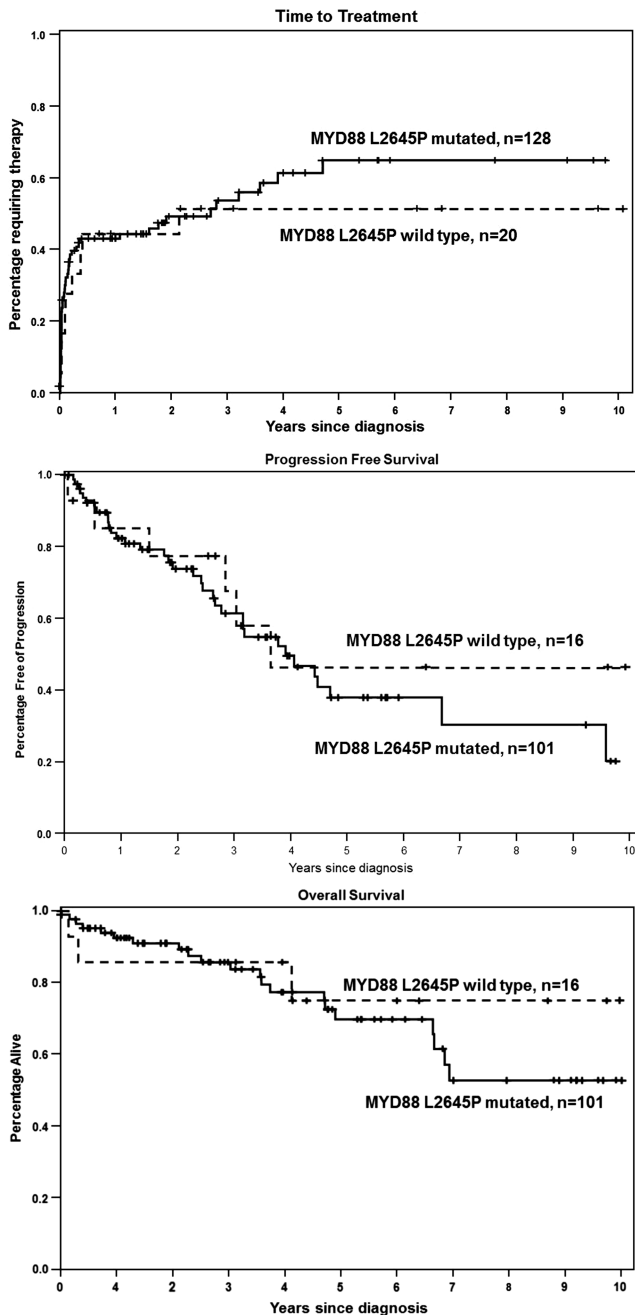 Time to Treatment
1.0
0.8
0.6
0.4
0.2
0.0
Percentage requiring therapy
MYD88 L2645P mutated, n=128
MYD88 L2645P wild type, n=20
0 1 2 3 4 5 6 7 8 9 10
Years since diagnosis
Progression Free Survival
1.0
0.8
0.6
0.4
0.2
0.0
Percentage Free of Progression
MYD88 L2645P wild type, n=16
MYD88 L2645P mutated, n=101
0 1 2 3 4 5 6 7 8 9 10
Years since diagnosis
Overall Survival
1.0
0.8
0.6
0.4
0.2
0.0
Percentage Alive
MYD88 L2645P wild type, n=16
MYD88 L2645P mutated, n=101
0 4 2 3 4 5 6 7 8 9 10
Years since diagnosis